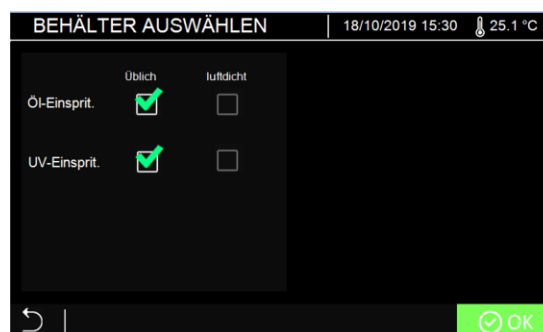 BEHÄLTER AUSWÄHLEN 18/10/2019 15:30 25.1 °C
Üblich luftdicht
Öl-Einsprit.
UV-Einsprit.
OK